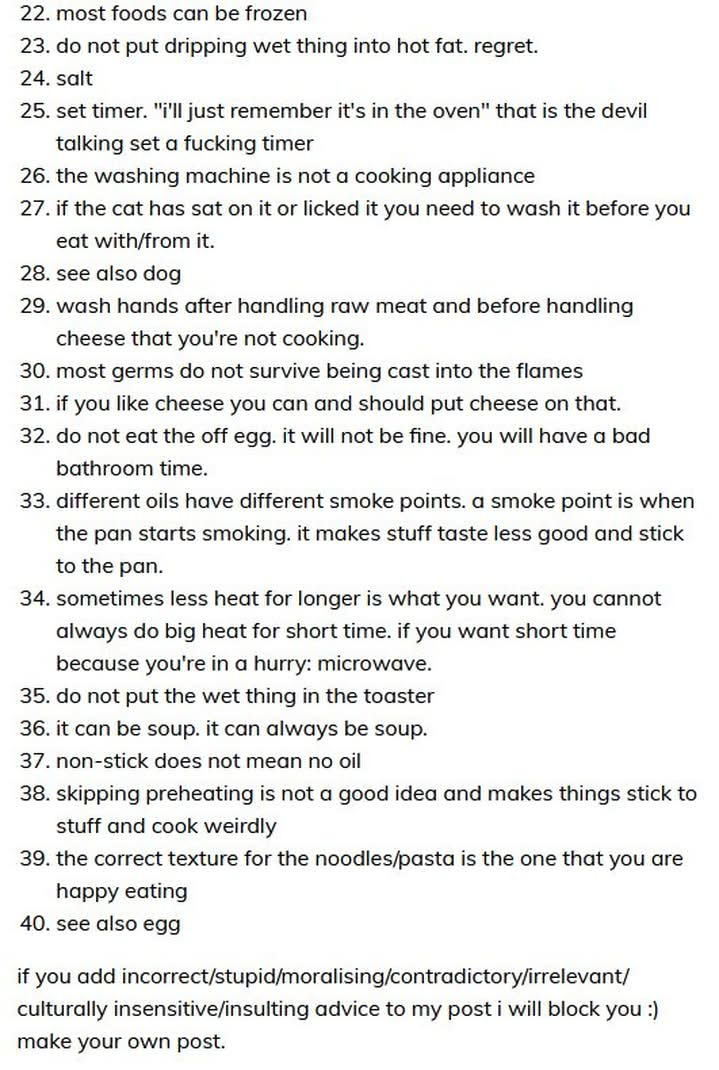 22. most foods can be frozen
23. do not put dripping wet thing into hot fat. regret.
24. salt
25. set timer. "i'll just remember it's in the oven" that is the devil
talking set a fucking timer
26. the washing machine is not a cooking appliance
27. if the cat has sat on it or licked it you need to wash it before you
eat with/from it.
28. see also dog
29. wash hands after handling raw meat and before handling
cheese that you're not cooking.
30. most germs do not survive being cast into the flames
31. if you like cheese you can and should put cheese on that.
32. do not eat the off egg. it will not be fine. you will have a bad
bathroom time.
33. different oils have different smoke points. a smoke point is when
the pan starts smoking. it makes stuff taste less good and stick
to the pan.
34. sometimes less heat for longer is what you want. you cannot
always do big heat for short time. if you want short time
because you're in a hurry: microwave.
35. do not put the wet thing in the toaster
36. it can be soup. it can always be soup.
37. non-stick does not mean no oil
38. skipping preheating is not a good idea and makes things stick to
stuff and cook weirdly
39. the correct texture for the noodles/pasta is the one that you are
happy eating
40. see also egg
if you add incorrect/stupid/moralising/contradictory/irrelevant/
culturally insensitive/insulting advice to my post i will block you :)
make your own post.